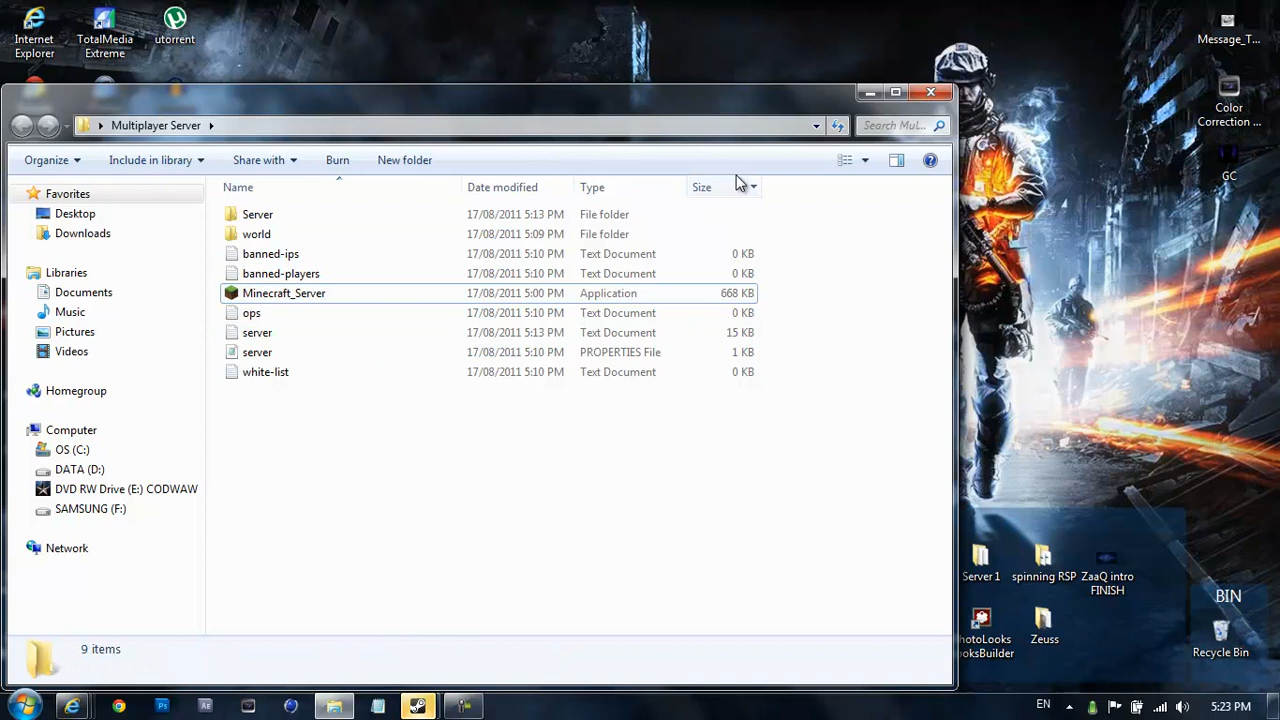 Internet
Explorer
TotalMedia
Extreme
utorrent
Message_T...
Color
Correction ...
GC
Multiplayer Server
Search Mul...
Organize
Include in library
Share with
Burn
New folder
Name
Date modified
Type
Size
Server 17/08/2011 5:13 PM File folder
world 17/08/2011 5:09 PM File folder
banned-ips 17/08/2011 5:10 PM Text Document 0 KB
banned-players 17/08/2011 5:10 PM Text Document 0 KB
Minecraft_Server 17/08/2011 5:00 PM Application 668 KB
ops 17/08/2011 5:10 PM Text Document 0 KB
server 17/08/2011 5:13 PM Text Document 15 KB
server 17/08/2011 5:10 PM PROPERTIES File 1 KB
white-list 17/08/2011 5:10 PM Text Document 0 KB
Favorites
Desktop
Downloads
Libraries
Documents
Music
Pictures
Videos
Homegroup
Computer
OS (C:)
DATA (D:)
DVD RW Drive (E:) CODWAW
SAMSUNG (F:)
Network
9 items
Server 1
spinning RSP
ZaaQ intro
FINISH
hotoLooks
ooksBuilder
Zeuss
BIN
Recycle Bin
Ps
Ae
EN
5:23 PM